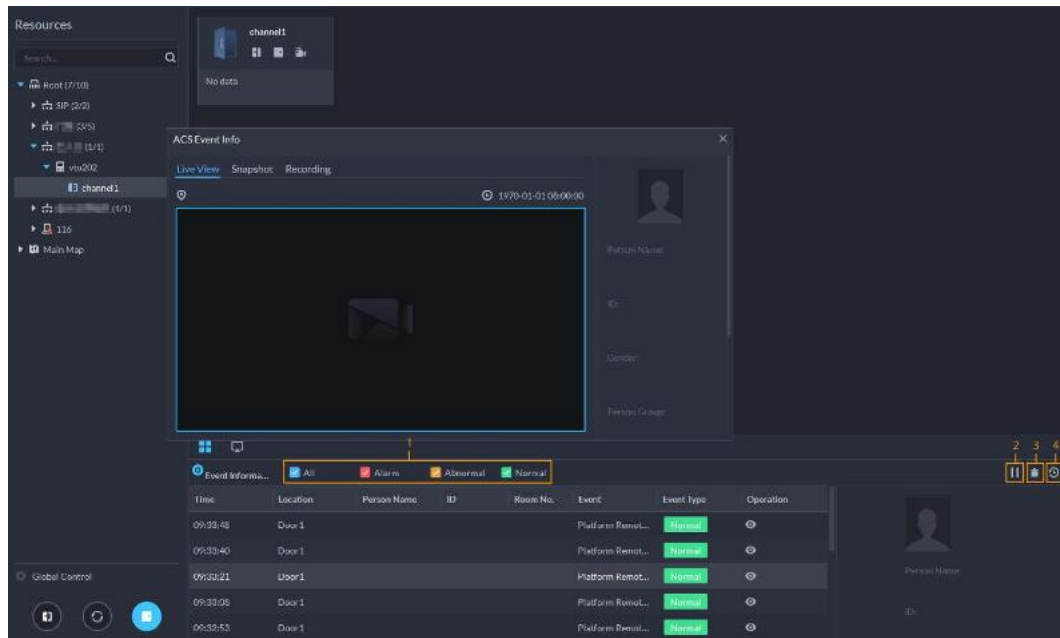 Resources
Search...
Root (7/10)
SIP (2/2)
(3/5)
(1/1)
vto202
channel1
(1/1)
116
Main Map
Global Control
channel1
No data
ACS Event Info
Live View Snapshot Recording
1970-01-01 08:00:00
Person Name:
ID:
Gender:
Person Group:
1
2 3 4
Event Informa... All Alarm Abnormal Normal
Time Location Person Name ID Room No. Event Event Type Operation
09:33:48 Door1 Platform Remot... Normal
09:33:40 Door1 Platform Remot... Normal
09:33:21 Door1 Platform Remot... Normal
09:33:05 Door1 Platform Remot... Normal
09:32:53 Door1 Platform Remot... Normal
Person Name:
ID: